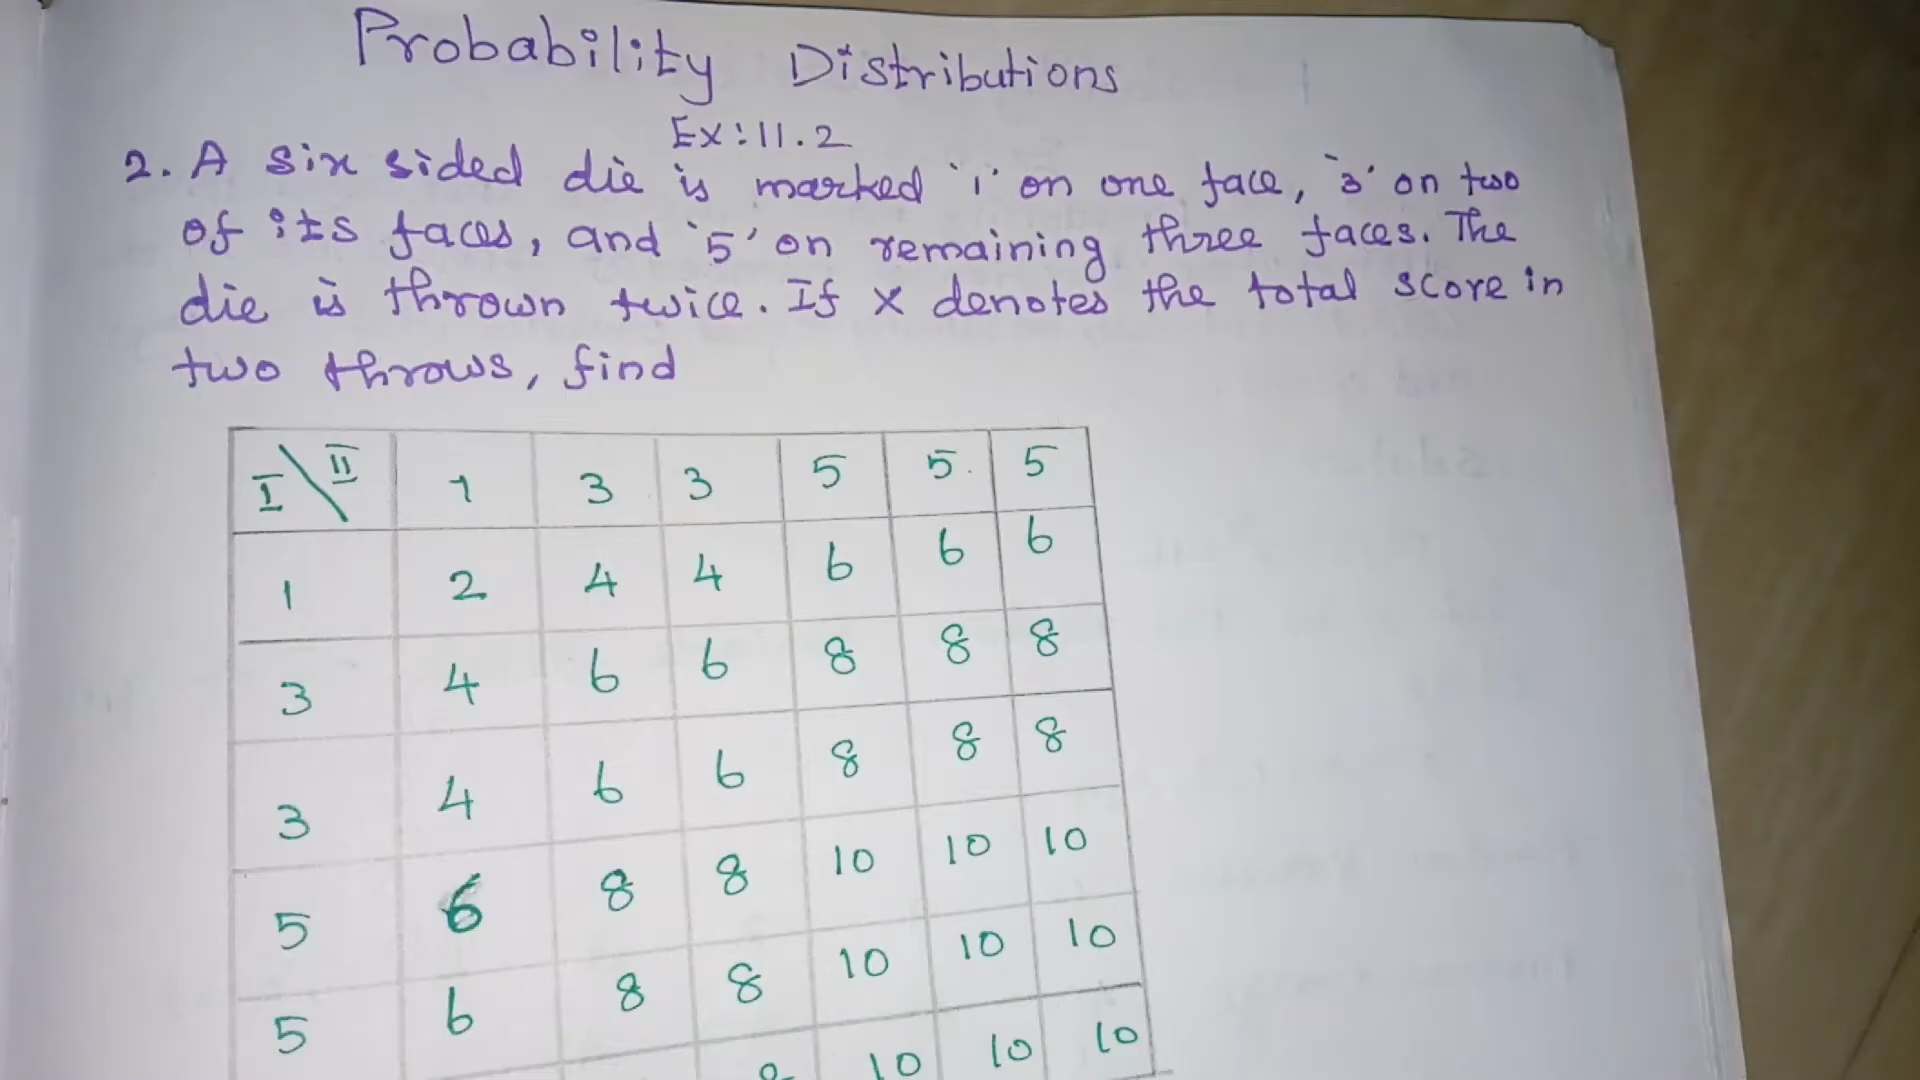 Probability Distributions
Ex: 11.2
2. A six sided die is marked '1' on one face, '3' on two
of its faces, and '5' on remaining three faces. The
die is thrown twice. If X denotes the total score in
two throws, find
I \ II 1 3 3 5 5 5
1 2 4 4 6 6 6
3 4 6 6 8 8 8
3 4 6 6 8 8 8
5 6 8 8 10 10 10
5 6 8 8 10 10 10
10 10 10